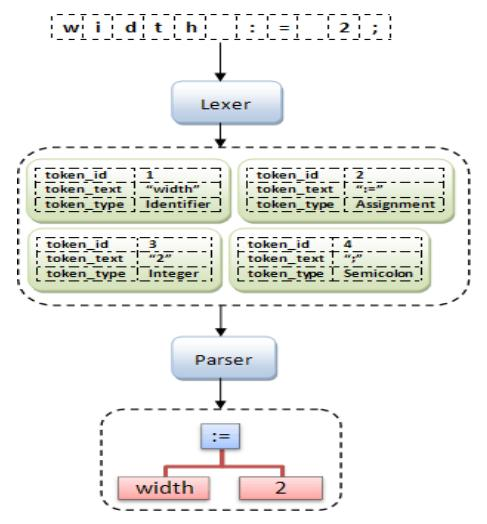 width := 2;
Lexer
token_id 1
token_text “width”
token_type Identifier
token_id 2
token_text “:=”
token_type Assignment
token_id 3
token_text “2”
token_type Integer
token_id 4
token_text “;”
token_type Semicolon
Parser
:=
width 2